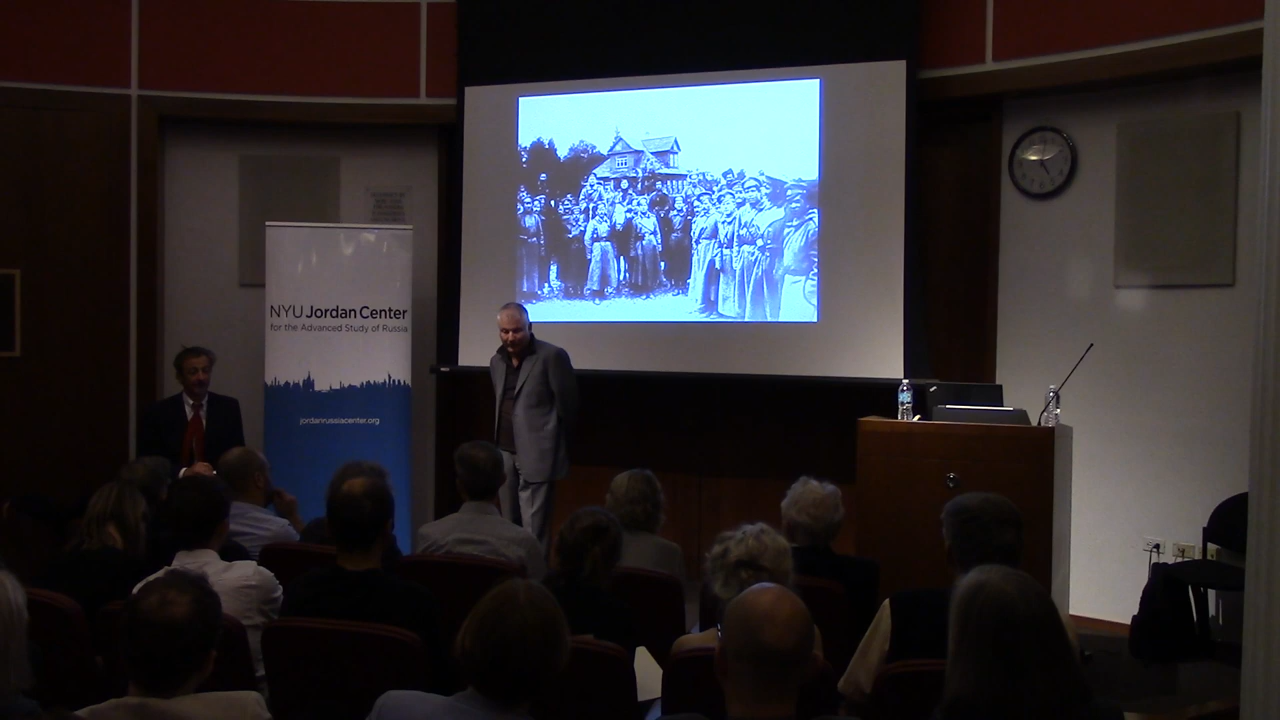 NYU Jordan Center
for the Advanced Study of Russia
jordanrussiacenter.org